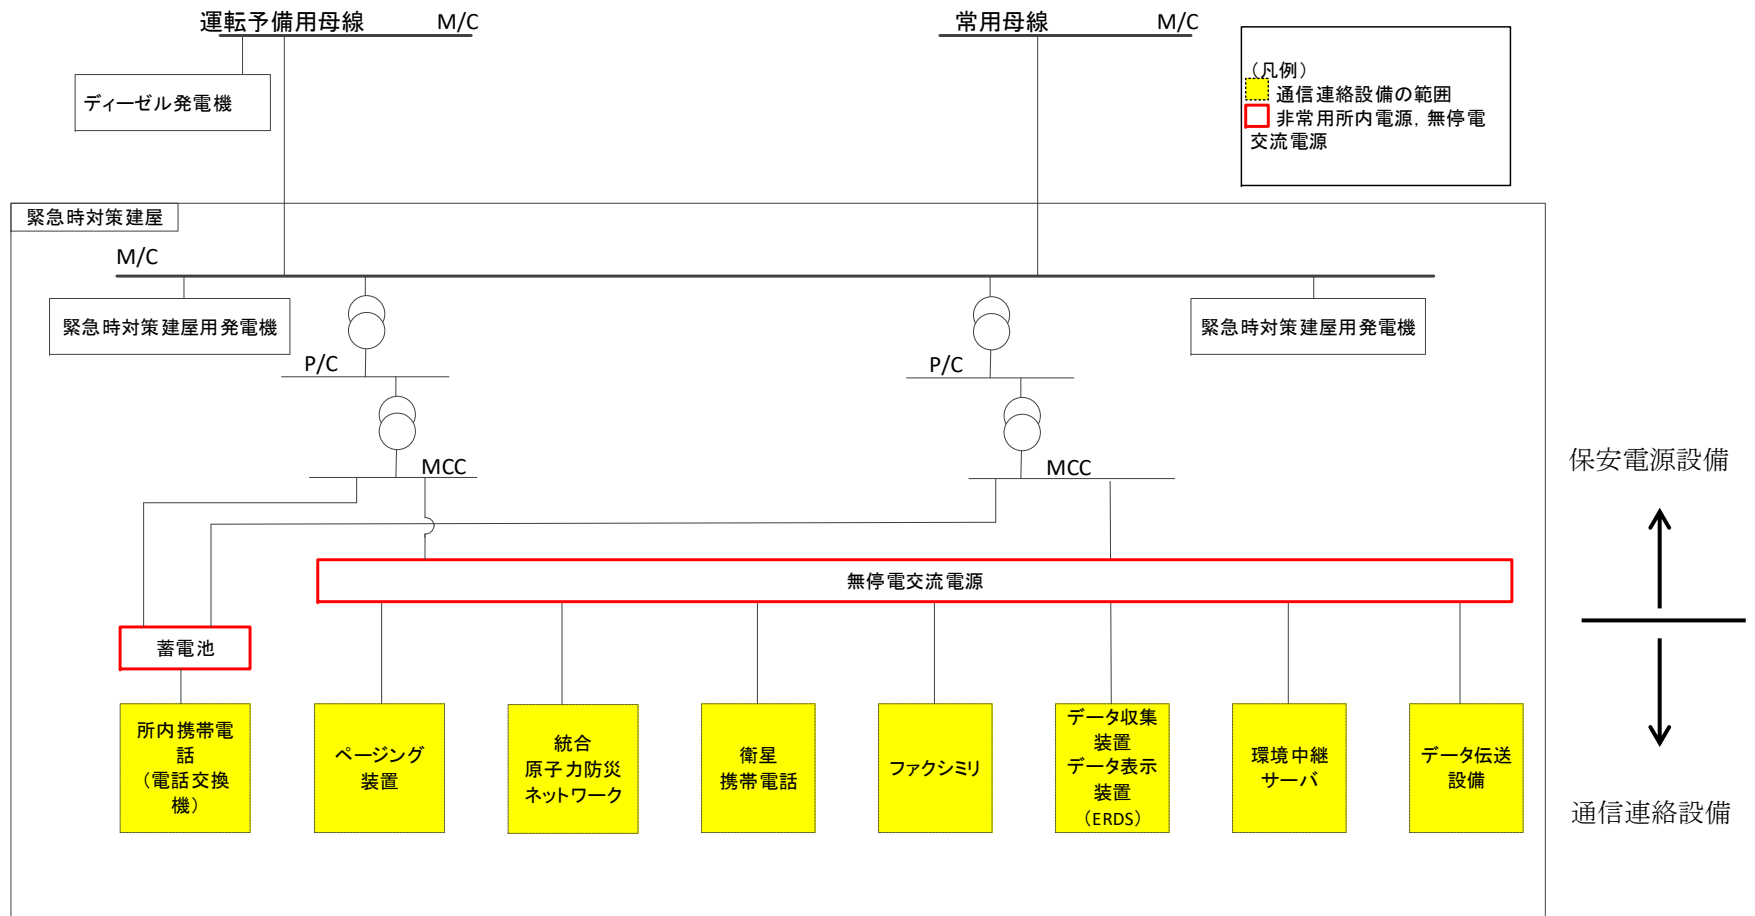 運転予備用母線 M/C
常用母線 M/C
ディーゼル発電機
(凡例)
通信連絡設備の範囲
非常用所内電源，無停電
交流電源
緊急時対策建屋
M/C
緊急時対策建屋用発電機
緊急時対策建屋用発電機
P/C
P/C
MCC
MCC
保安電源設備
無停電交流電源
蓄電池
所内携帯電
話
(電話交換
機)
ページング
装置
統合
原子力防災
ネットワーク
衛星
携帯電話
ファクシミリ
データ収集
装置
データ表示
装置
(ERDS)
環境中継
サーバ
データ伝送
設備
通信連絡設備